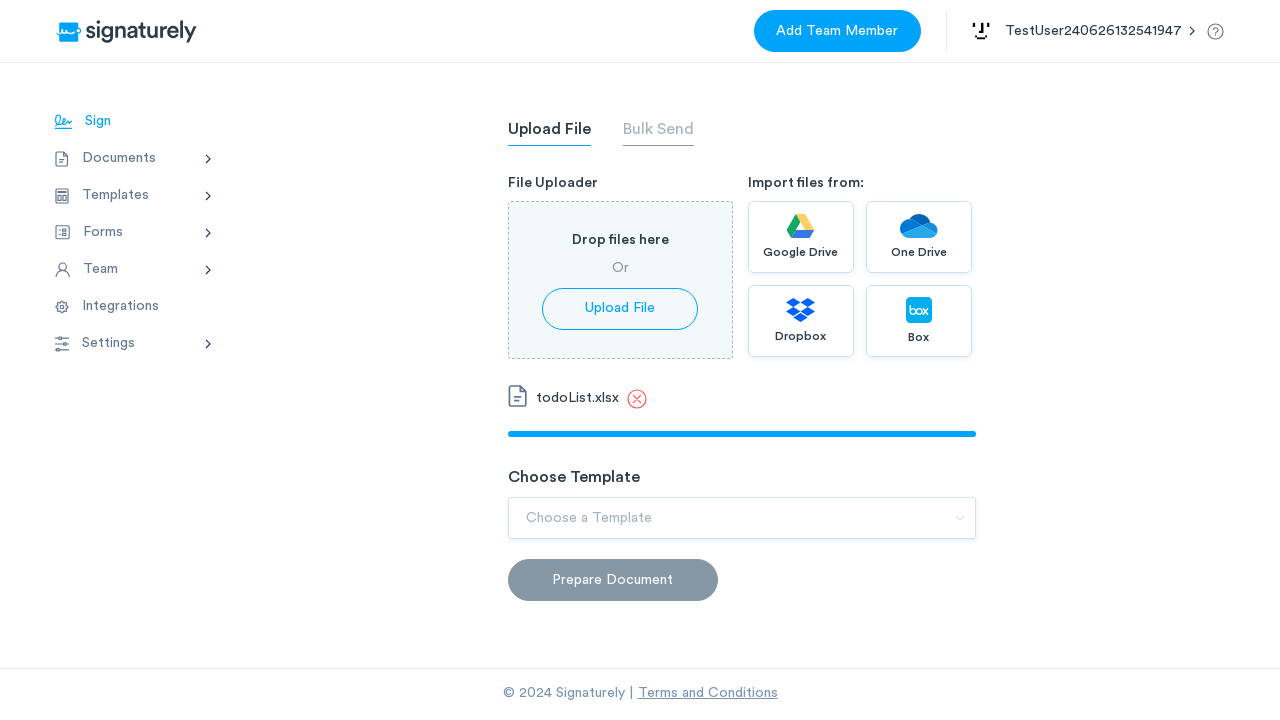 signaturely
Add Team Member
TestUser240626132541947
Sign
Documents
Templates
Forms
Team
Integrations
Settings
Upload File
Bulk Send
File Uploader
Drop files here
Or
Upload File
Import files from:
Google Drive
One Drive
Dropbox
box
Box
todoList.xlsx
Choose Template
Choose a Template
Prepare Document
© 2024 Signaturely | Terms and Conditions